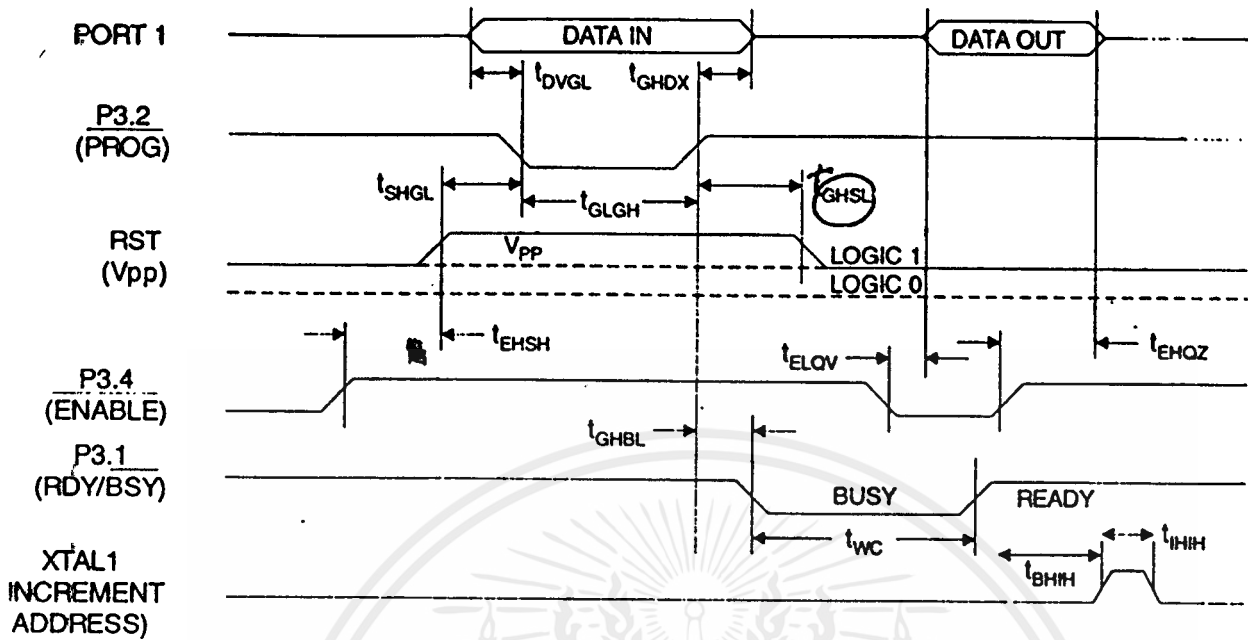 PORT 1
DATA IN
DATA OUT
tDVGL
tGHDX
P3.2
(PROG)
tSHGL
tGLGH
tGHSL
RST
(Vpp)
VPP
LOGIC 1
LOGIC 0
tEHSH
tELQV
tEHQZ
P3.4
(ENABLE)
tGHBL
P3.1
(RDY/BSY)
BUSY
READY
tWC
tIHIH
tBHIH
XTAL1
INCREMENT
ADDRESS)